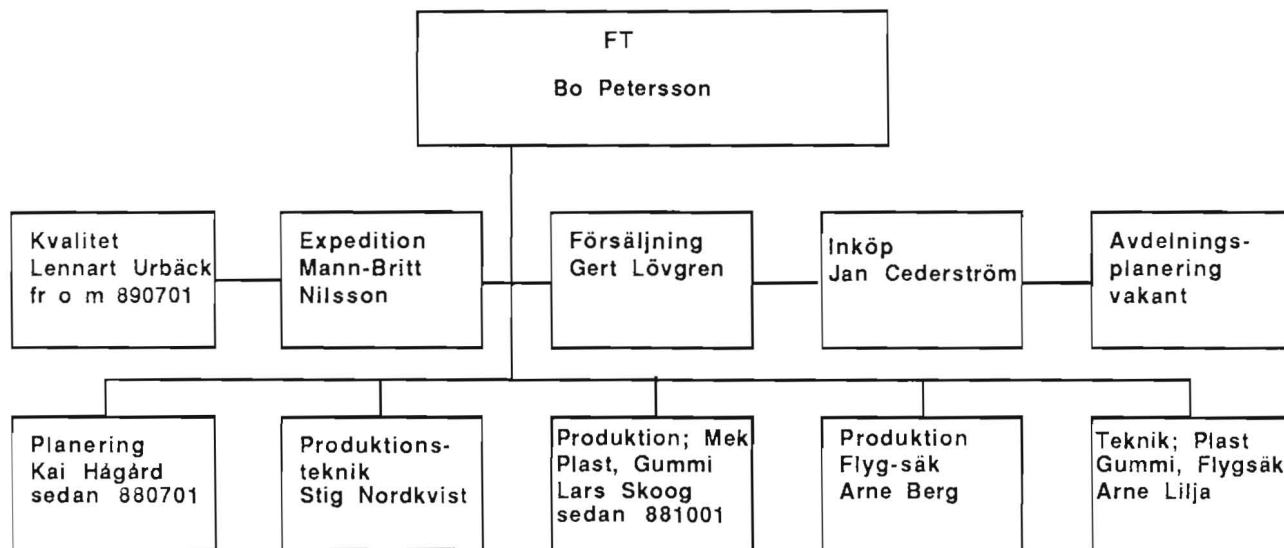 FT
Bo Petersson
Kvalitet
Lennart Urbäck
fr o m 890701
Expedition
Mann-Britt
Nilsson
Försäljning
Gert Lövgren
Inköp
Jan Cederström
Avdelnings-
planering
vakant
Planering
Kai Hågård
sedan 880701
Produktions-
teknik
Stig Nordkvist
Produktion; Mek
Plast, Gummi
Lars Skoog
sedan 881001
Produktion
Flyg-säk
Arne Berg
Teknik; Plast
Gummi, Flygsäk
Arne Lilja